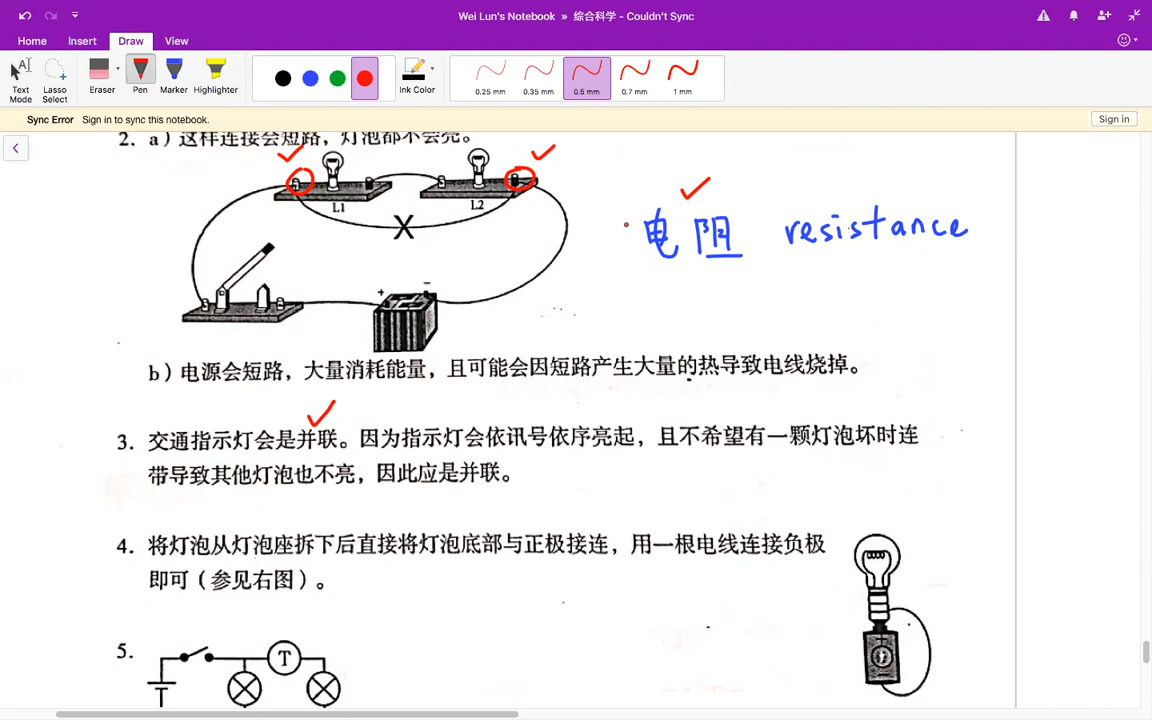 Wei Lun's Notebook » 综合科学 - Couldn't Sync
Home Insert Draw View
Text Mode
Lasso Select
Eraser
Pen
Marker
Highlighter
Ink Color
0.25 mm
0.35 mm
0.5 mm
0.7 mm
1 mm
Sync Error Sign in to sync this notebook.
Sign in
2. a）这样连接会短路，灯泡都不会亮。
L1
L2
X
电阻 resistance
+
−
b）电源会短路，大量消耗能量，且可能会因短路产生大量的热导致电线烧掉。
3. 交通指示灯会是并联。因为指示灯会依讯号依序亮起，且不希望有一颗灯泡坏时连
带导致其他灯泡也不亮，因此应是并联。
4. 将灯泡从灯泡座拆下后直接将灯泡底部与正极接连，用一根电线连接负极
即可（参见右图）。
+
−
5.
T